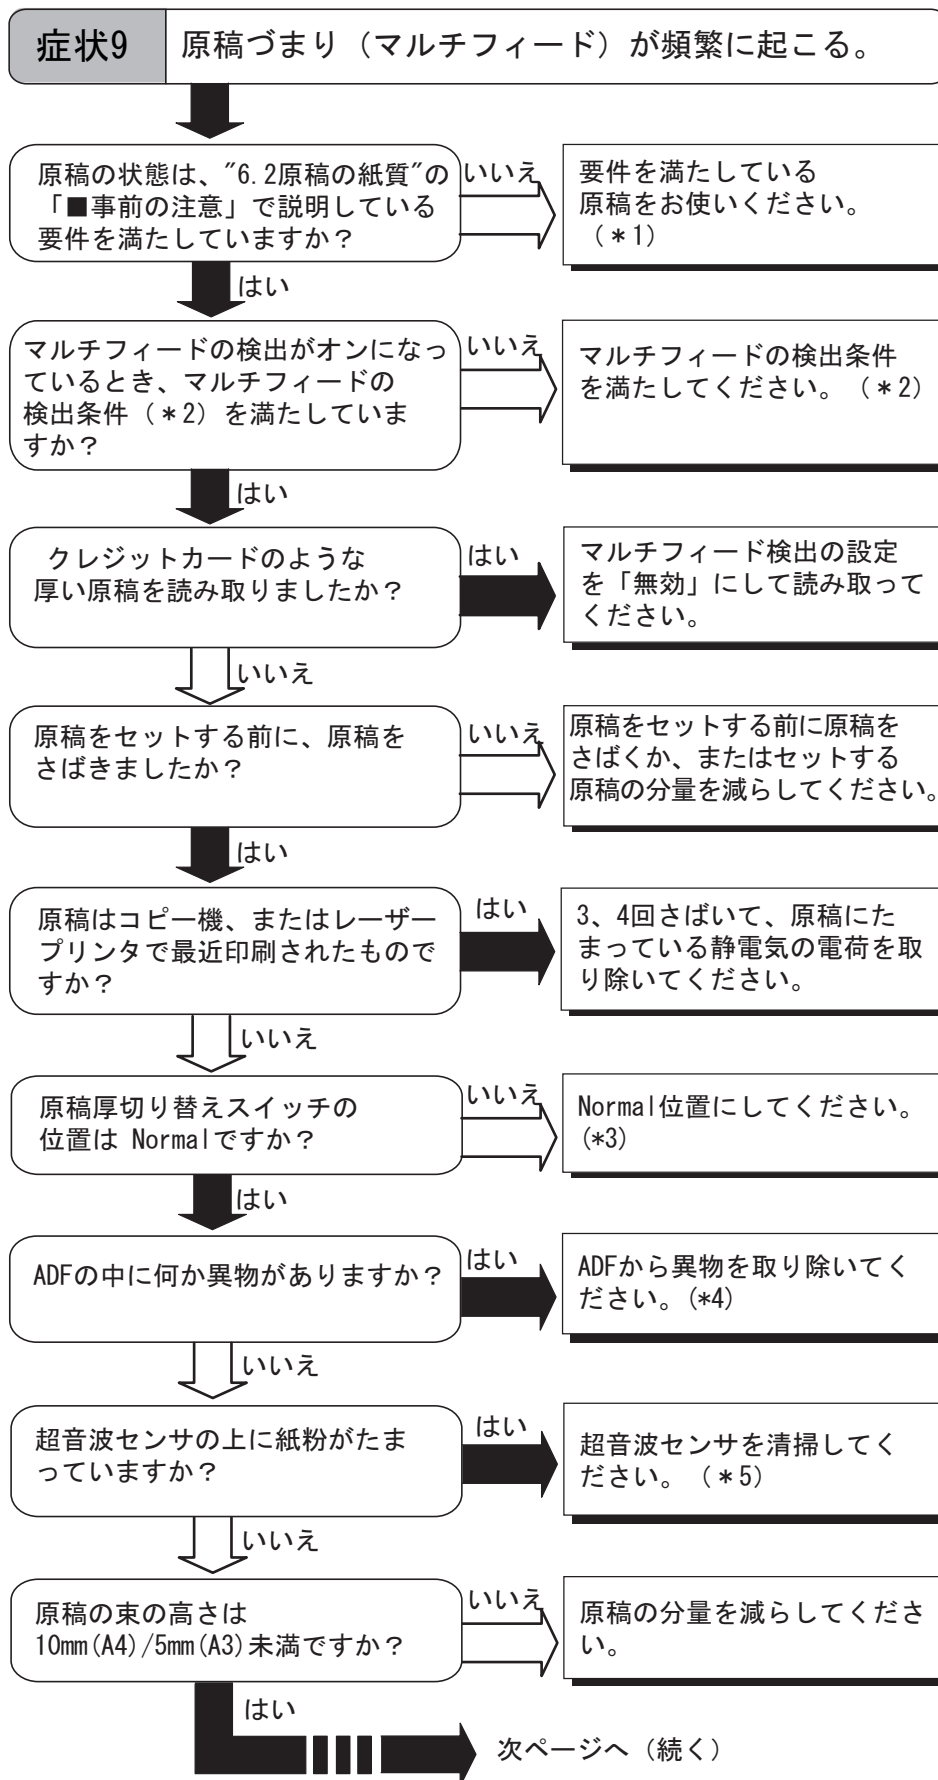 症状9
原稿づまり（マルチフィード）が頻繁に起こる。
原稿の状態は、"6.2原稿の紙質"の
「■事前の注意」で説明している
要件を満たしていますか？
いいえ
要件を満たしている
原稿をお使いください。
（＊1）
はい
マルチフィードの検出がオンになっ
ているとき、マルチフィードの
検出条件（＊2）を満たしていま
すか？
いいえ
マルチフィードの検出条件
を満たしてください。（＊2）
はい
クレジットカードのような
厚い原稿を読み取りましたか？
はい
マルチフィード検出の設定
を「無効」にして読み取って
ください。
いいえ
原稿をセットする前に、原稿を
さばきましたか？
いいえ
原稿をセットする前に原稿を
さばくか、またはセットする
原稿の分量を減らしてください。
はい
原稿はコピー機、またはレーザー
プリンタで最近印刷されたもので
すか？
はい
3、4回さばいて、原稿にた
まっている静電気の電荷を取
り除いてください。
いいえ
原稿厚切り替えスイッチの
位置は Normalですか？
いいえ
Normal位置にしてください。
(*3)
はい
ADFの中に何か異物がありますか？
はい
ADFから異物を取り除いてく
ださい。(*4)
いいえ
超音波センサの上に紙粉がたま
っていますか？
はい
超音波センサを清掃してく
ださい。（＊5）
いいえ
原稿の束の高さは
10mm(A4)/5mm(A3)未満ですか？
いいえ
原稿の分量を減らしてくださ
い。
はい
次ページへ（続く）